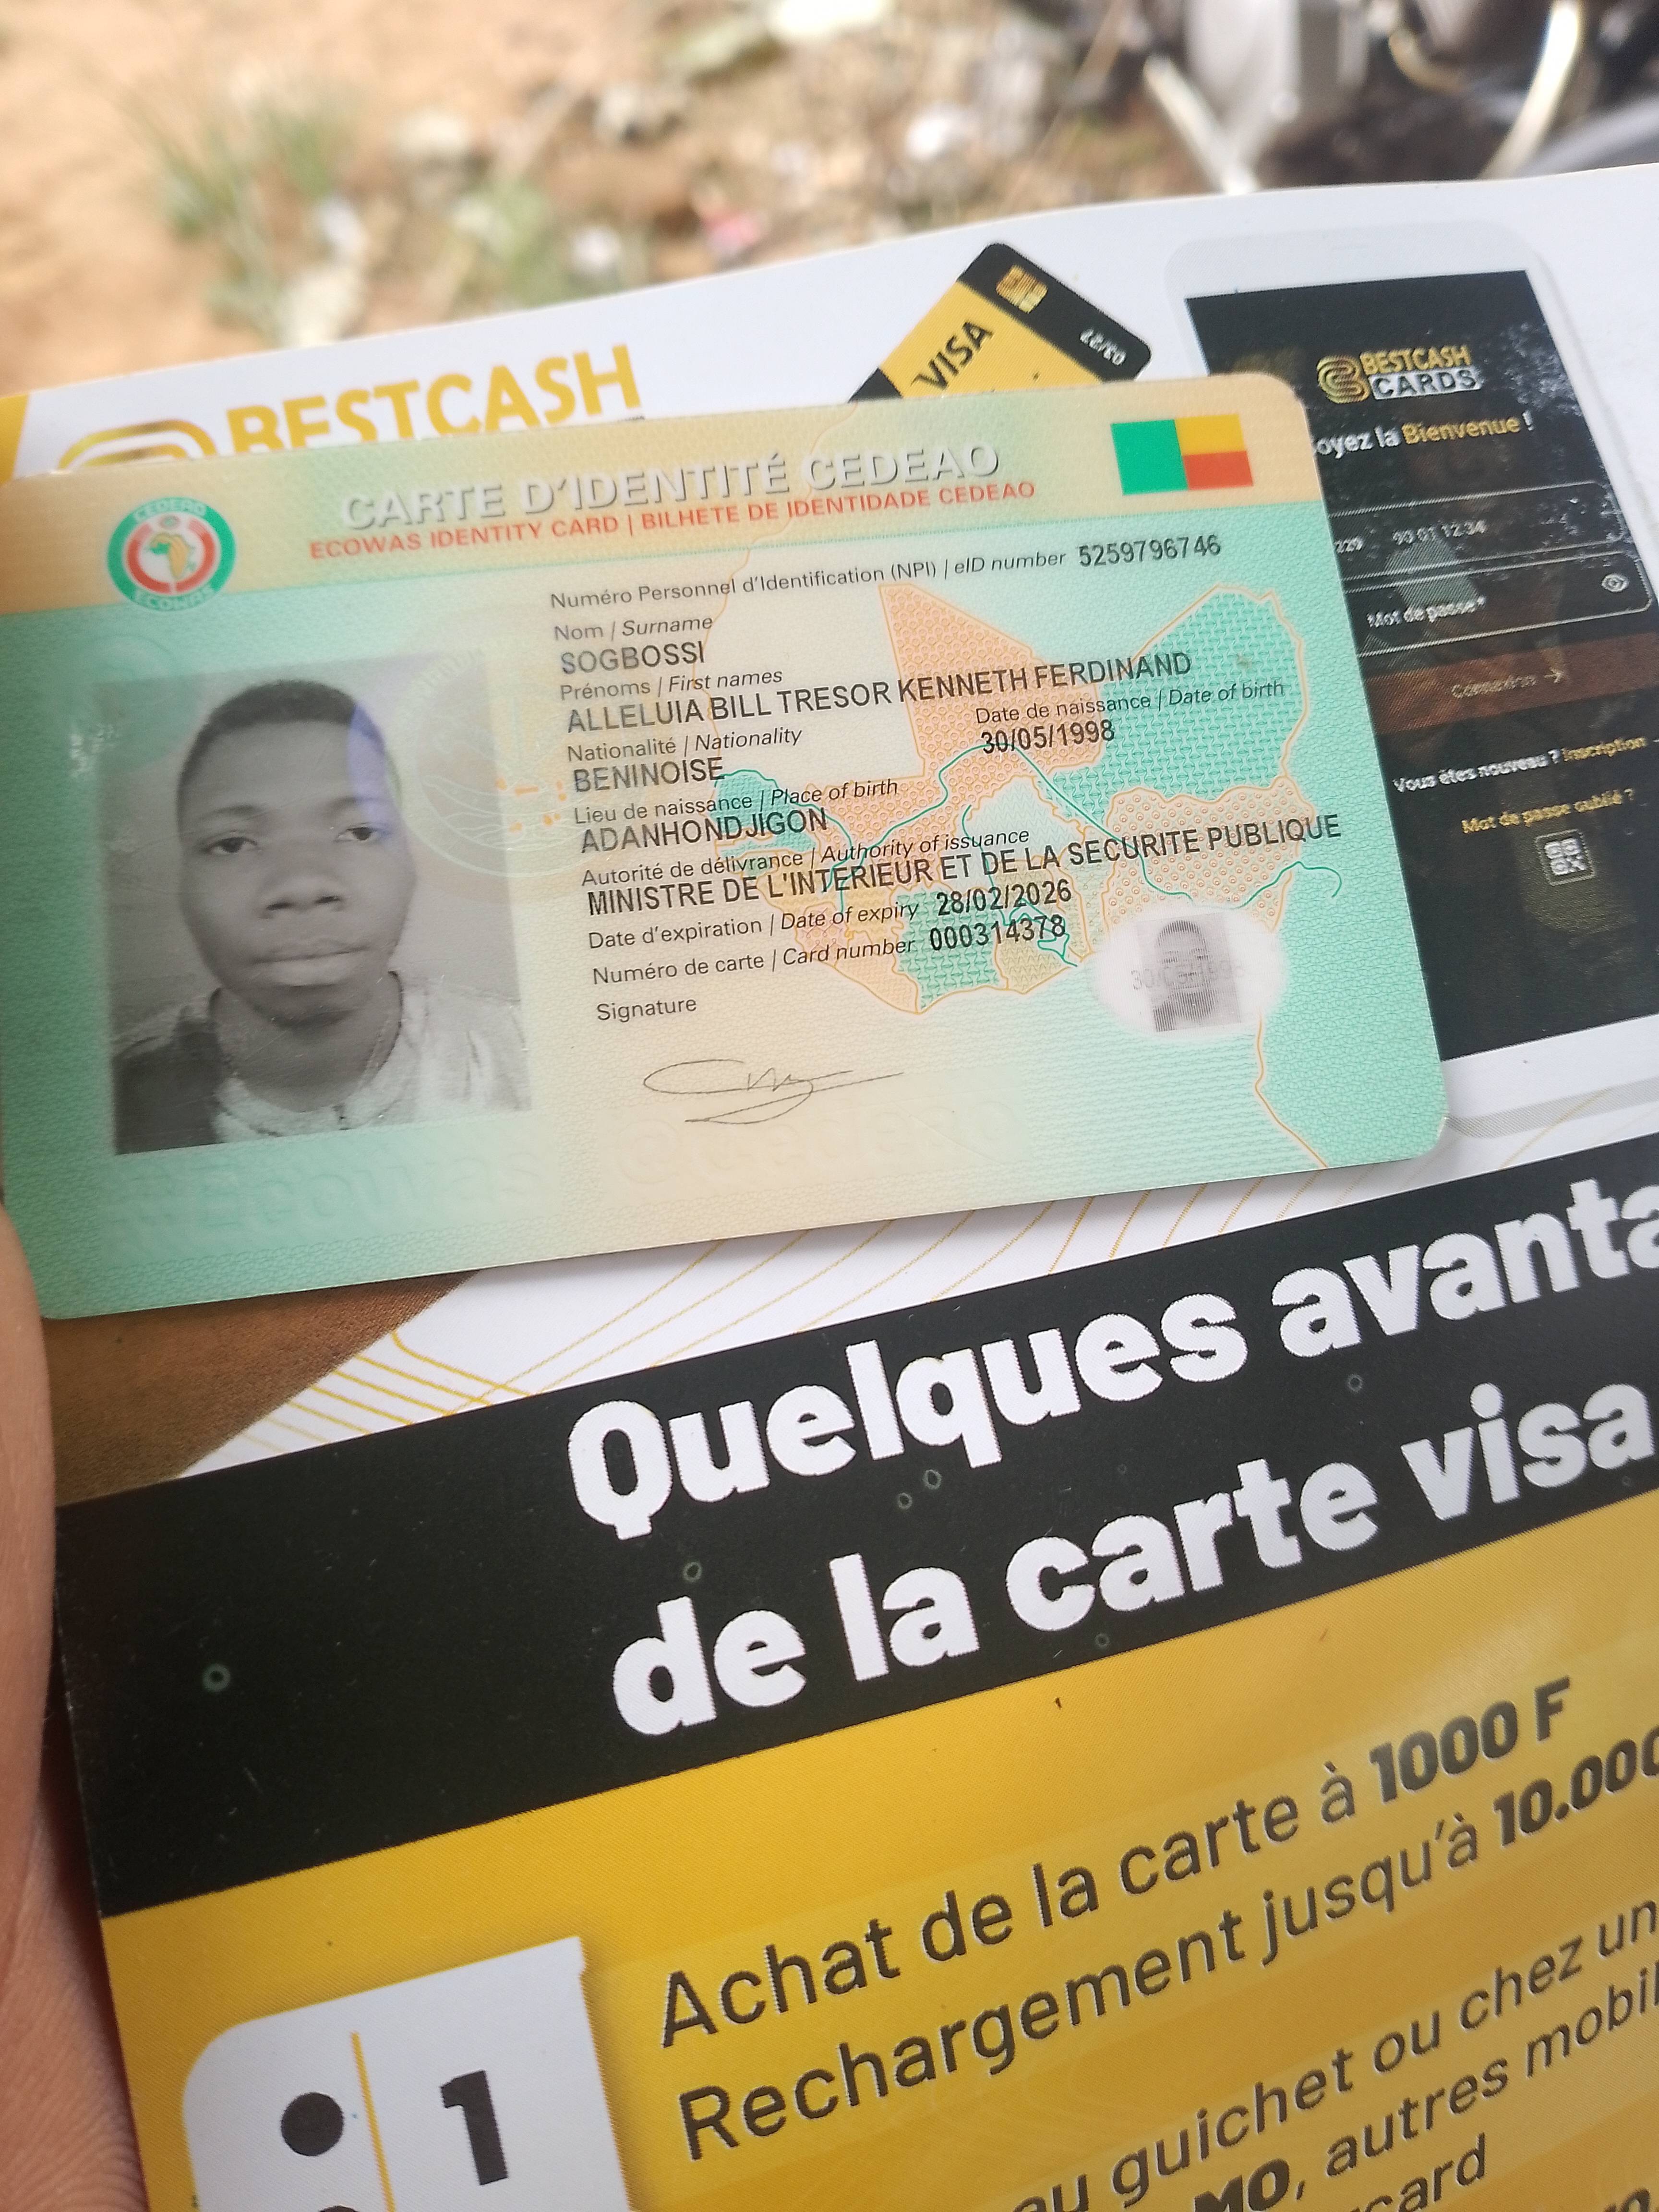 BESTCASH
VISA
03/27
BESTCASH
CARDS
oyez la Bienvenue !
229 90 01 12 34
Mot de passe*
Connexion →
Vous êtes nouveau ? Inscription
Mot de passe oublié ?
CEDEAO
ECOWAS
CARTE D'IDENTITÉ CEDEAO
ECOWAS IDENTITY CARD | BILHETE DE IDENTIDADE CEDEAO
Numéro Personnel d'Identification (NPI) | eID number 5259796746
Nom | Surname
SOGBOSSI
Prénoms | First names
ALLELUIA BILL TRESOR KENNETH FERDINAND
Nationalité | Nationality
BENINOISE
Date de naissance | Date of birth
30/05/1998
Lieu de naissance | Place of birth
ADANHONDJIGON
Autorité de délivrance | Authority of issuance
MINISTRE DE L'INTERIEUR ET DE LA SECURITE PUBLIQUE
Date d'expiration | Date of expiry 28/02/2026
Numéro de carte | Card number 000314378
Signature
Quelques avanta
de la carte visa
1
Achat de la carte à 1000 F
Rechargement jusqu'à 10.000
au guichet ou chez un
MO, autres mobil
card